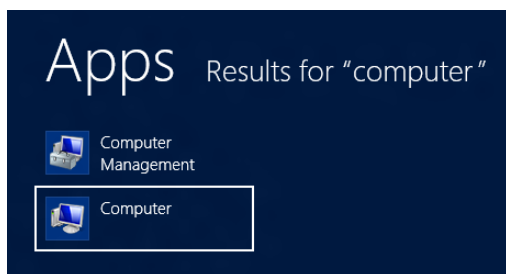 Apps Results for “computer”
Computer
Management
Computer